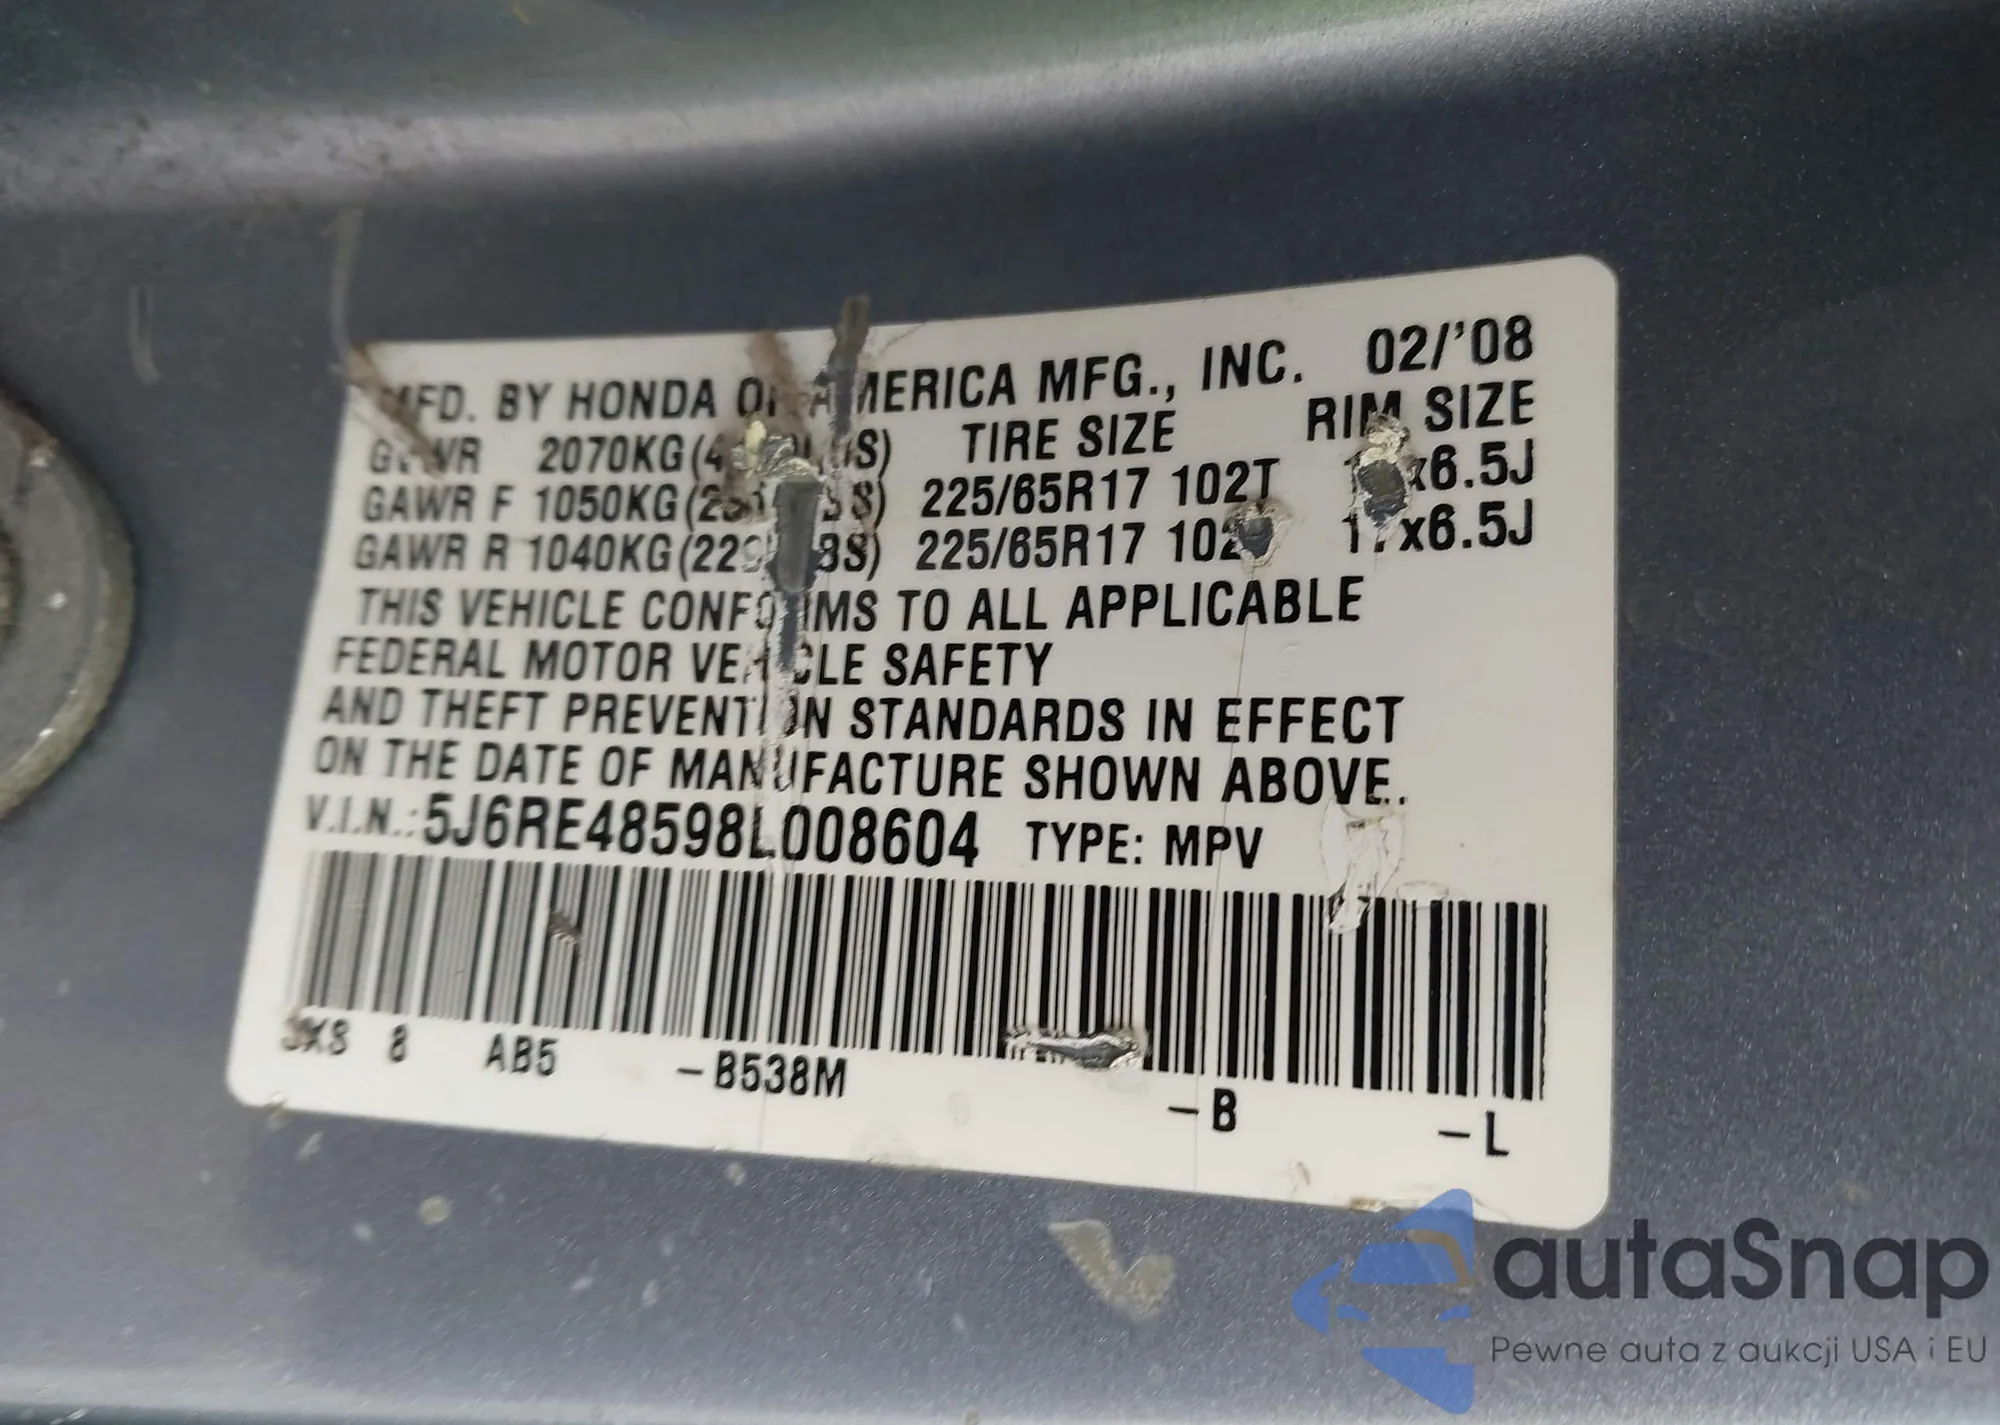 MFD. BY HONDA OF AMERICA MFG., INC. 02/'08
GVWR 2070KG TIRE SIZE RIM SIZE
GAWR F 1050KG 225/65R17 102T
GAWR R 1040KG 225/65R17 17x6.5J
THIS VEHICLE CONFORMS TO ALL APPLICABLE
FEDERAL MOTOR VEHICLE SAFETY
AND THEFT PREVENTION STANDARDS IN EFFECT
ON THE DATE OF MANUFACTURE SHOWN ABOVE.
V.I.N.: 5J6RE48598L008604 TYPE: MPV
8 AB5 -B538M -B -L
autaSnap
Pewne auta z aukcji USA i EU